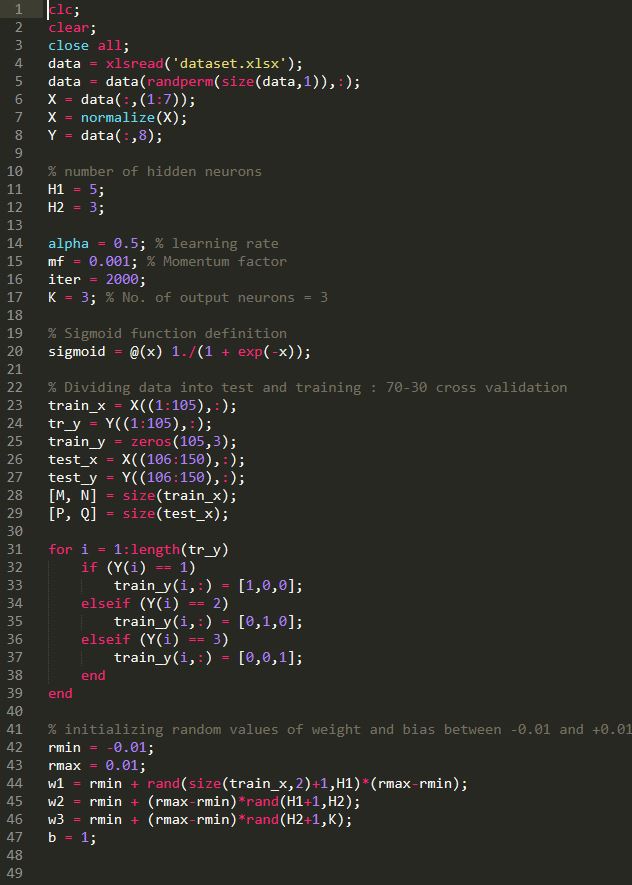 1 clc;
2 clear;
3 close all;
4 data = xlsread('dataset.xlsx');
5 data = data(randperm(size(data,1)),:);
6 X = data(:,(1:7));
7 X = normalize(X);
8 Y = data(:,8);
9
10 % number of hidden neurons
11 H1 = 5;
12 H2 = 3;
13
14 alpha = 0.5; % learning rate
15 mf = 0.001; % Momentum factor
16 iter = 2000;
17 K = 3; % No. of output neurons = 3
18
19 % Sigmoid function definition
20 sigmoid = @(x) 1./(1 + exp(-x));
21
22 % Dividing data into test and training : 70-30 cross validation
23 train_x = X((1:105),:);
24 tr_y = Y((1:105),:);
25 train_y = zeros(105,3);
26 test_x = X((106:150),:);
27 test_y = Y((106:150),:);
28 [M, N] = size(train_x);
29 [P, Q] = size(test_x);
30
31 for i = 1:length(tr_y)
32     if (Y(i) == 1)
33         train_y(i,:) = [1,0,0];
34     elseif (Y(i) == 2)
35         train_y(i,:) = [0,1,0];
36     elseif (Y(i) == 3)
37         train_y(i,:) = [0,0,1];
38     end
39 end
40
41 % initializing random values of weight and bias between -0.01 and +0.01
42 rmin = -0.01;
43 rmax = 0.01;
44 w1 = rmin + rand(size(train_x,2)+1,H1)*(rmax-rmin);
45 w2 = rmin + (rmax-rmin)*rand(H1+1,H2);
46 w3 = rmin + (rmax-rmin)*rand(H2+1,K);
47 b = 1;
48
49